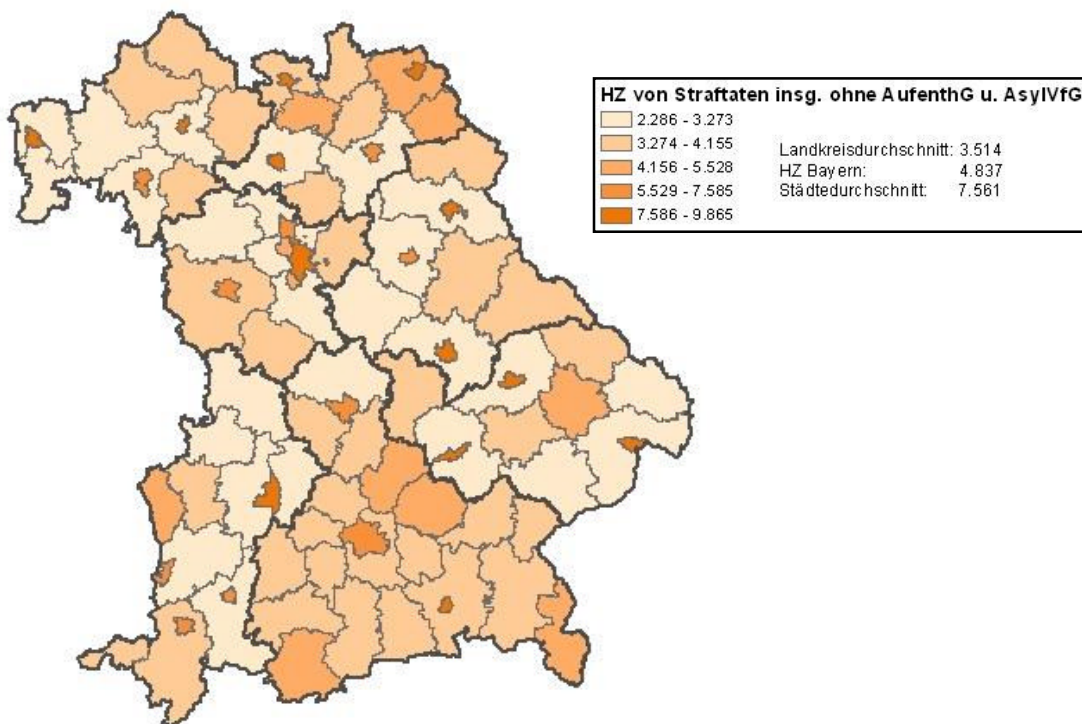 HZ von Straftaten insg. ohne AufenthG u. AsylVfG
2.286 - 3.273
3.274 - 4.155
4.156 - 5.528
5.529 - 7.585
7.586 - 9.865
Landkreisdurchschnitt: 3.514
HZ Bayern: 4.837
Städtedurchschnitt: 7.561